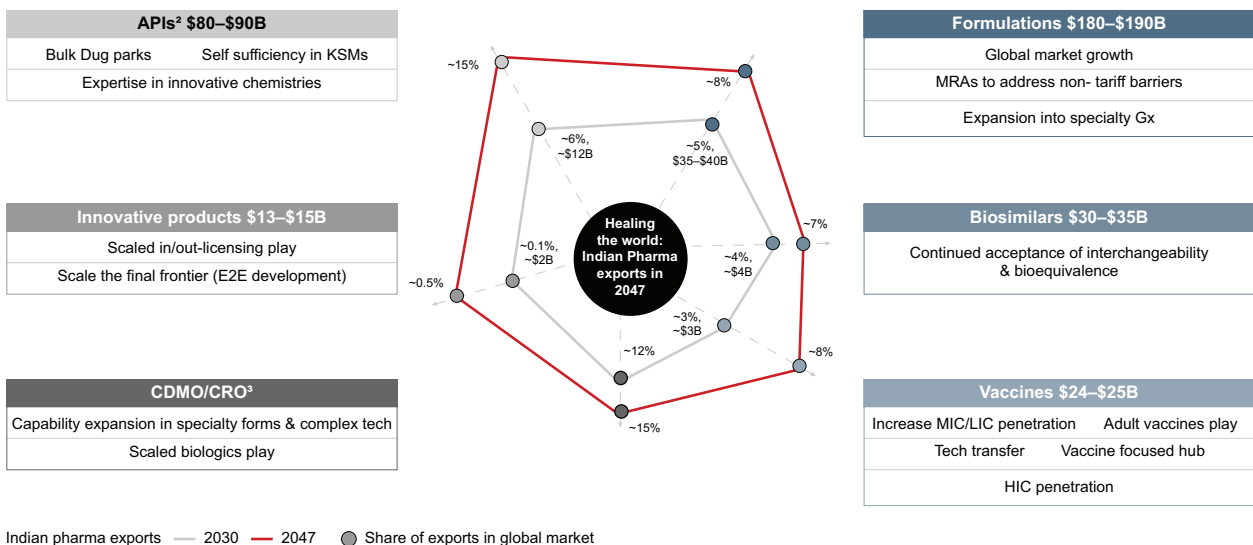 APIs² $80–$90B
Bulk Dug parks Self sufficiency in KSMs
Expertise in innovative chemistries
Innovative products $13–$15B
Scaled in/out-licensing play
Scale the final frontier (E2E development)
CDMO/CRO³
Capability expansion in specialty forms & complex tech
Scaled biologics play
~15%
~6%,
~$12B
~8%
~5%,
$35–$40B
~7%
~4%,
~$4B
~3%,
~$3B
~8%
~12%
~15%
~0.1%,
~$2B
~0.5%
Healing
the world:
Indian Pharma
exports in
2047
Formulations $180–$190B
Global market growth
MRAs to address non- tariff barriers
Expansion into specialty Gx
Biosimilars $30–$35B
Continued acceptance of interchangeability
& bioequivalence
Vaccines $24–$25B
Increase MIC/LIC penetration Adult vaccines play
Tech transfer Vaccine focused hub
HIC penetration
Indian pharma exports 2030 2047 Share of exports in global market